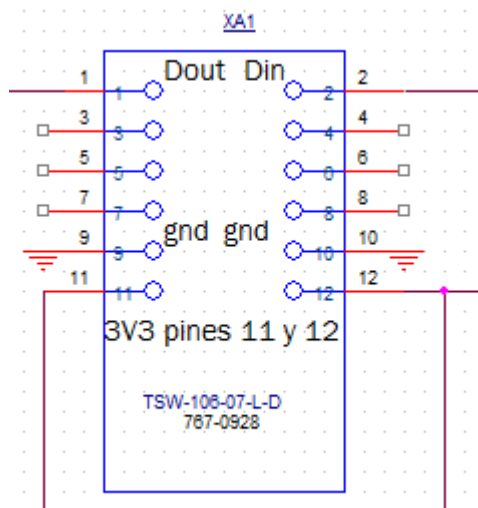 XA1
1 1 Dout Din 2 2
3 3 4 4
5 5 6 6
7 7 8 8
gnd gnd
9 9 10 10
11 11 12 12
3V3 pines 11 y 12
TSW-106-07-L-D
767-0928